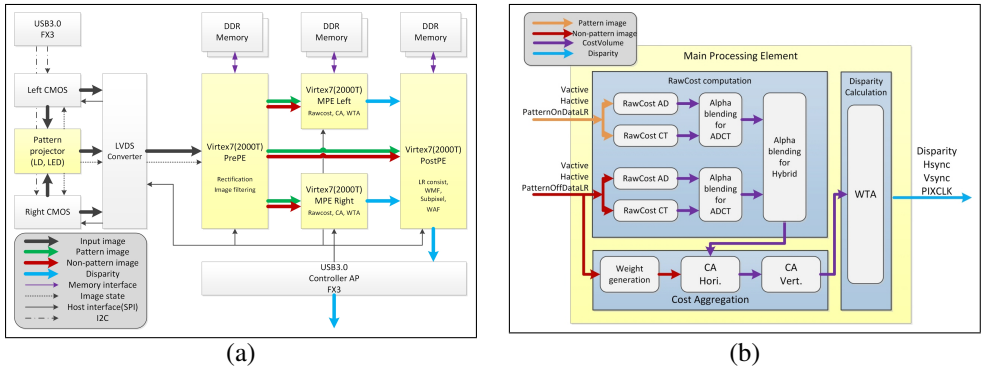 USB3.0
FX3
DDR
Memory
DDR
Memory
DDR
Memory
Left CMOS
Pattern
projector
(LD, LED)
Right CMOS
LVDS
Converter
Virtex7(2000T)
PrePE
Rectification
Image filtering
Virtex7(2000T)
MPE Left
Rawcost, CA, WTA
Virtex7(2000T)
MPE Right
Rawcost, CA, WTA
Virtex7(2000T)
PostPE
LR consist,
WMF,
Subpixel,
WAF
USB3.0
Controller AP
FX3
Input image
Pattern image
Non-pattern image
Disparity
Memory interface
Image state
Host interface(SPI)
I2C
(a)
Pattern image
Non-pattern image
CostVolume
Disparity
Main Processing Element
RawCost computation
Vactive
Hactive
PatternOnDataLR
RawCost AD
RawCost CT
Alpha
blending
for
ADCT
Vactive
Hactive
PatternOffDataLR
RawCost AD
RawCost CT
Alpha
blending
for
ADCT
Alpha
blending for
Hybrid
Weight
generation
CA
Hori.
CA
Vert.
Cost Aggregation
Disparity
Calculation
WTA
Disparity
Hsync
Vsync
PIXCLK
(b)